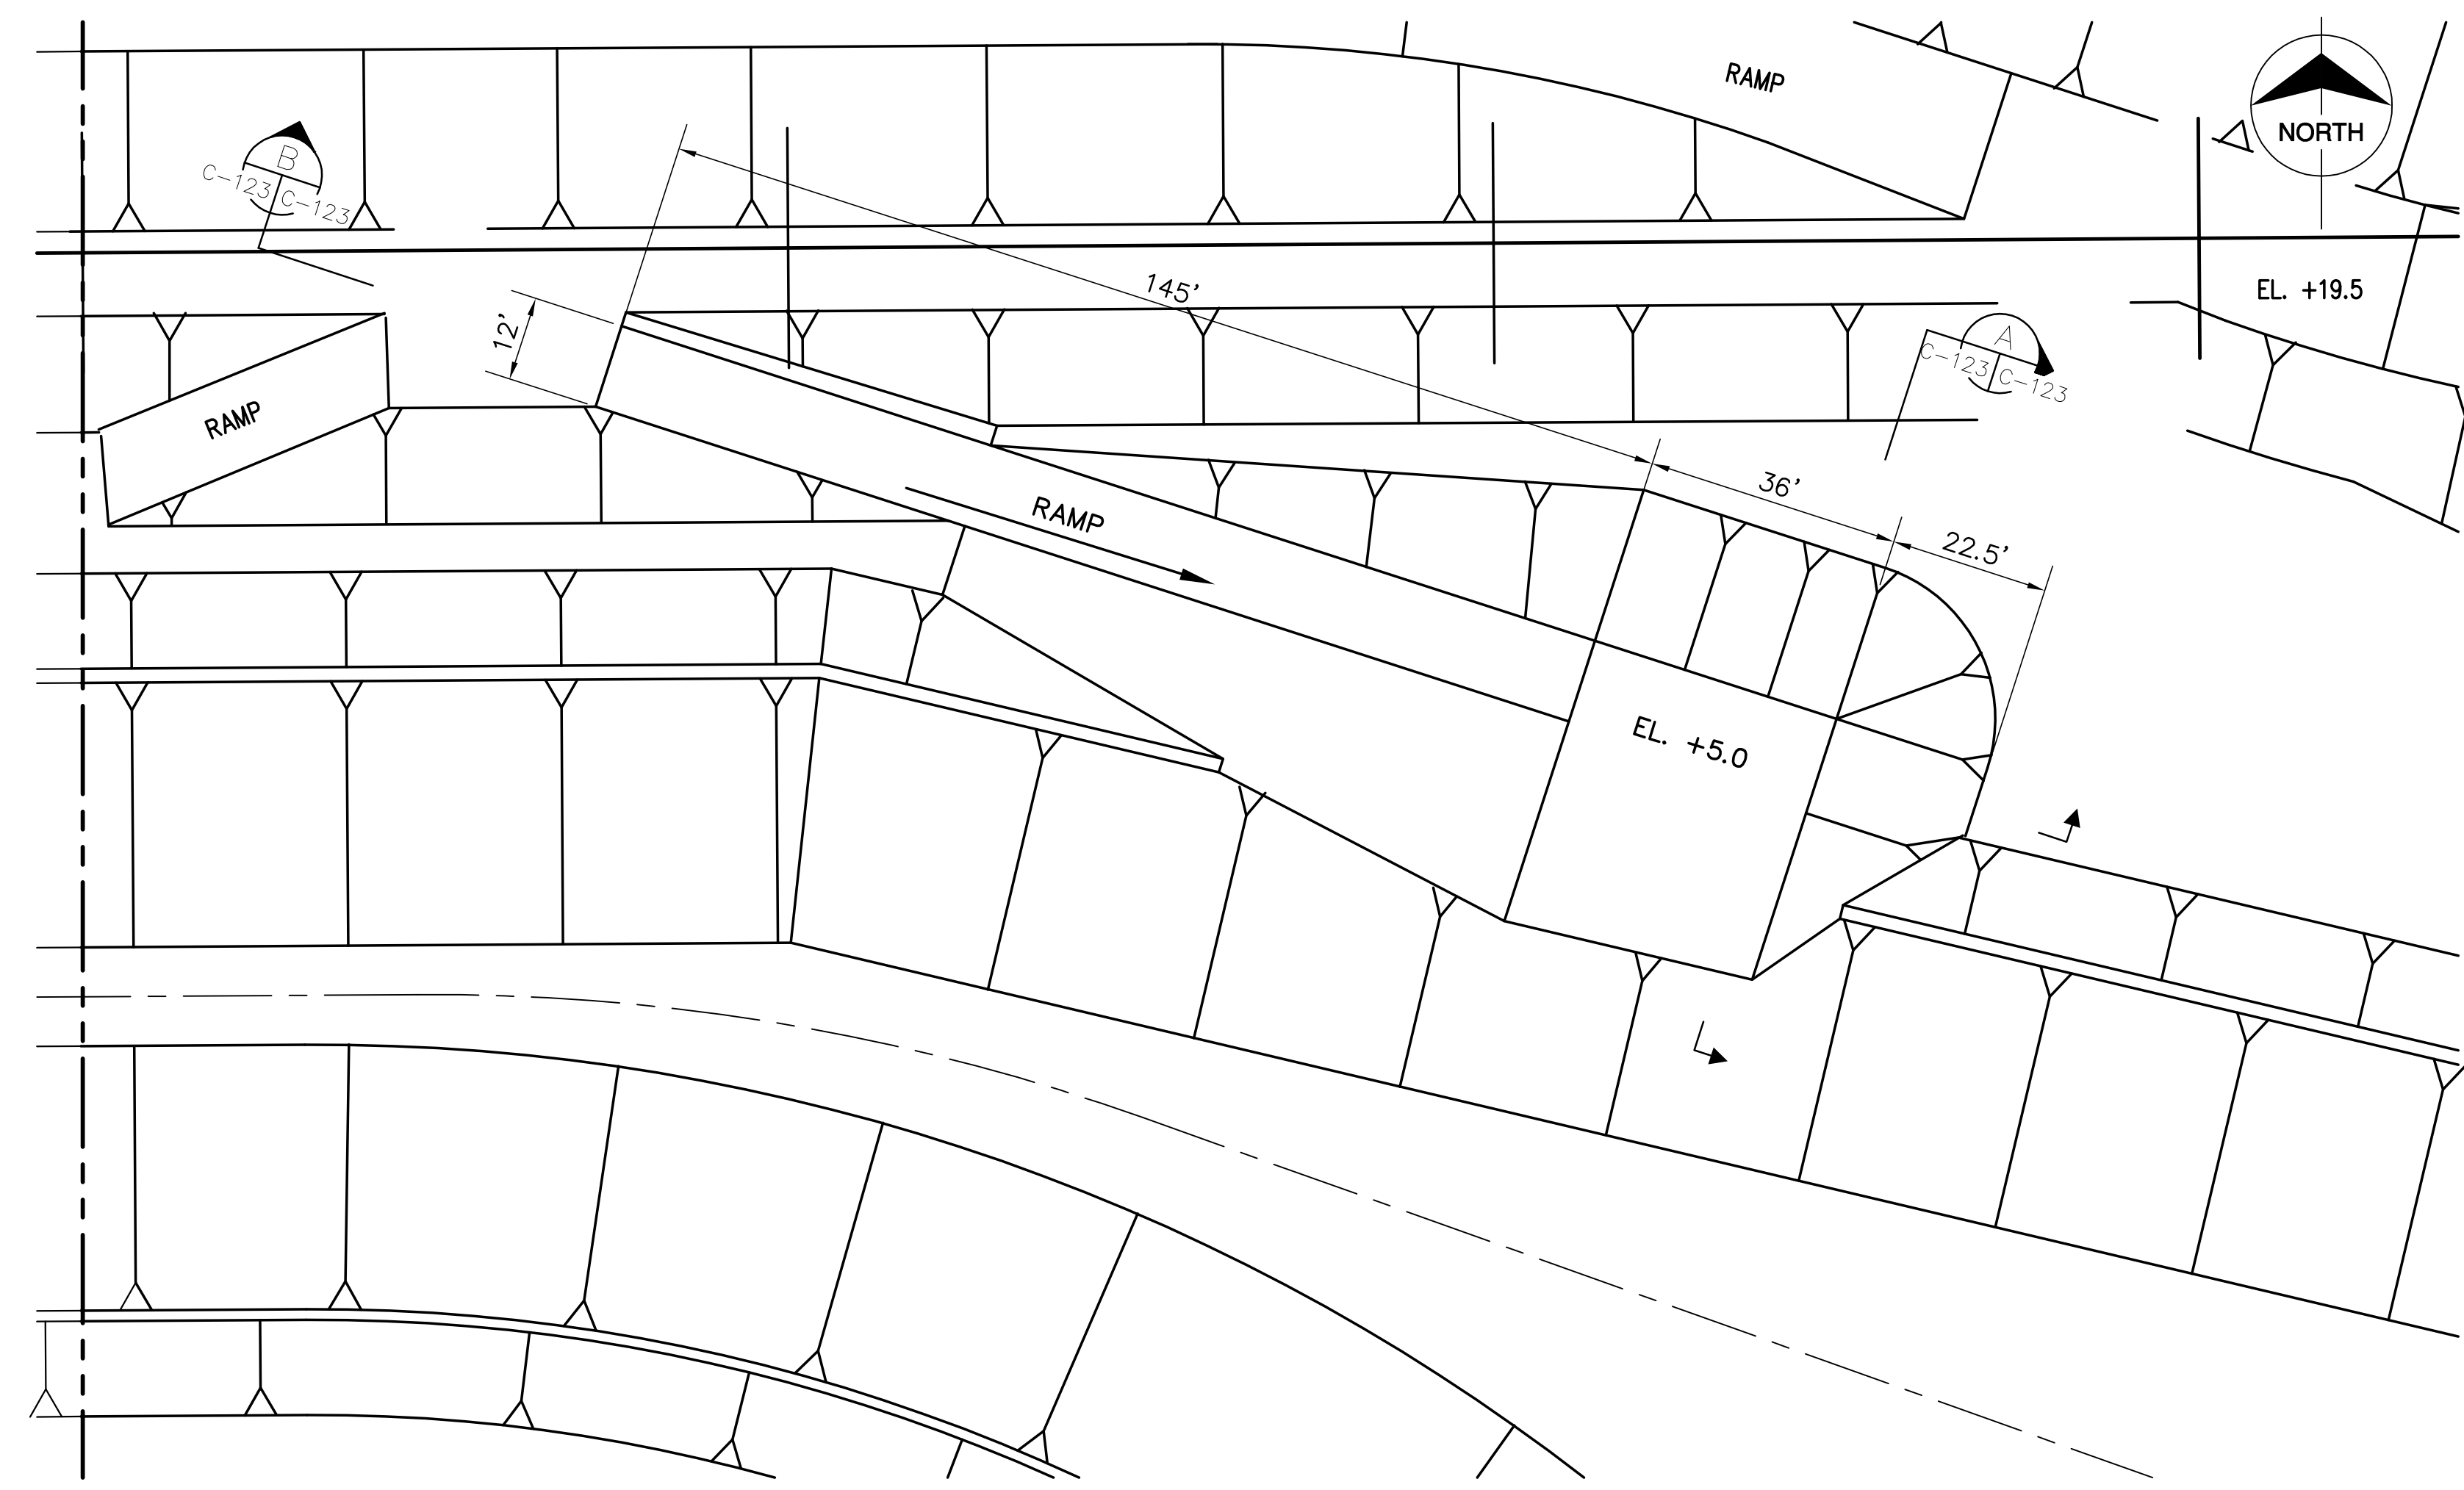 RAMP
NORTH
B
C-123 C-123
145'
EL. +19.5
12'
A
C-123 C-123
RAMP
36'
RAMP
22.5'
EL. +5.0